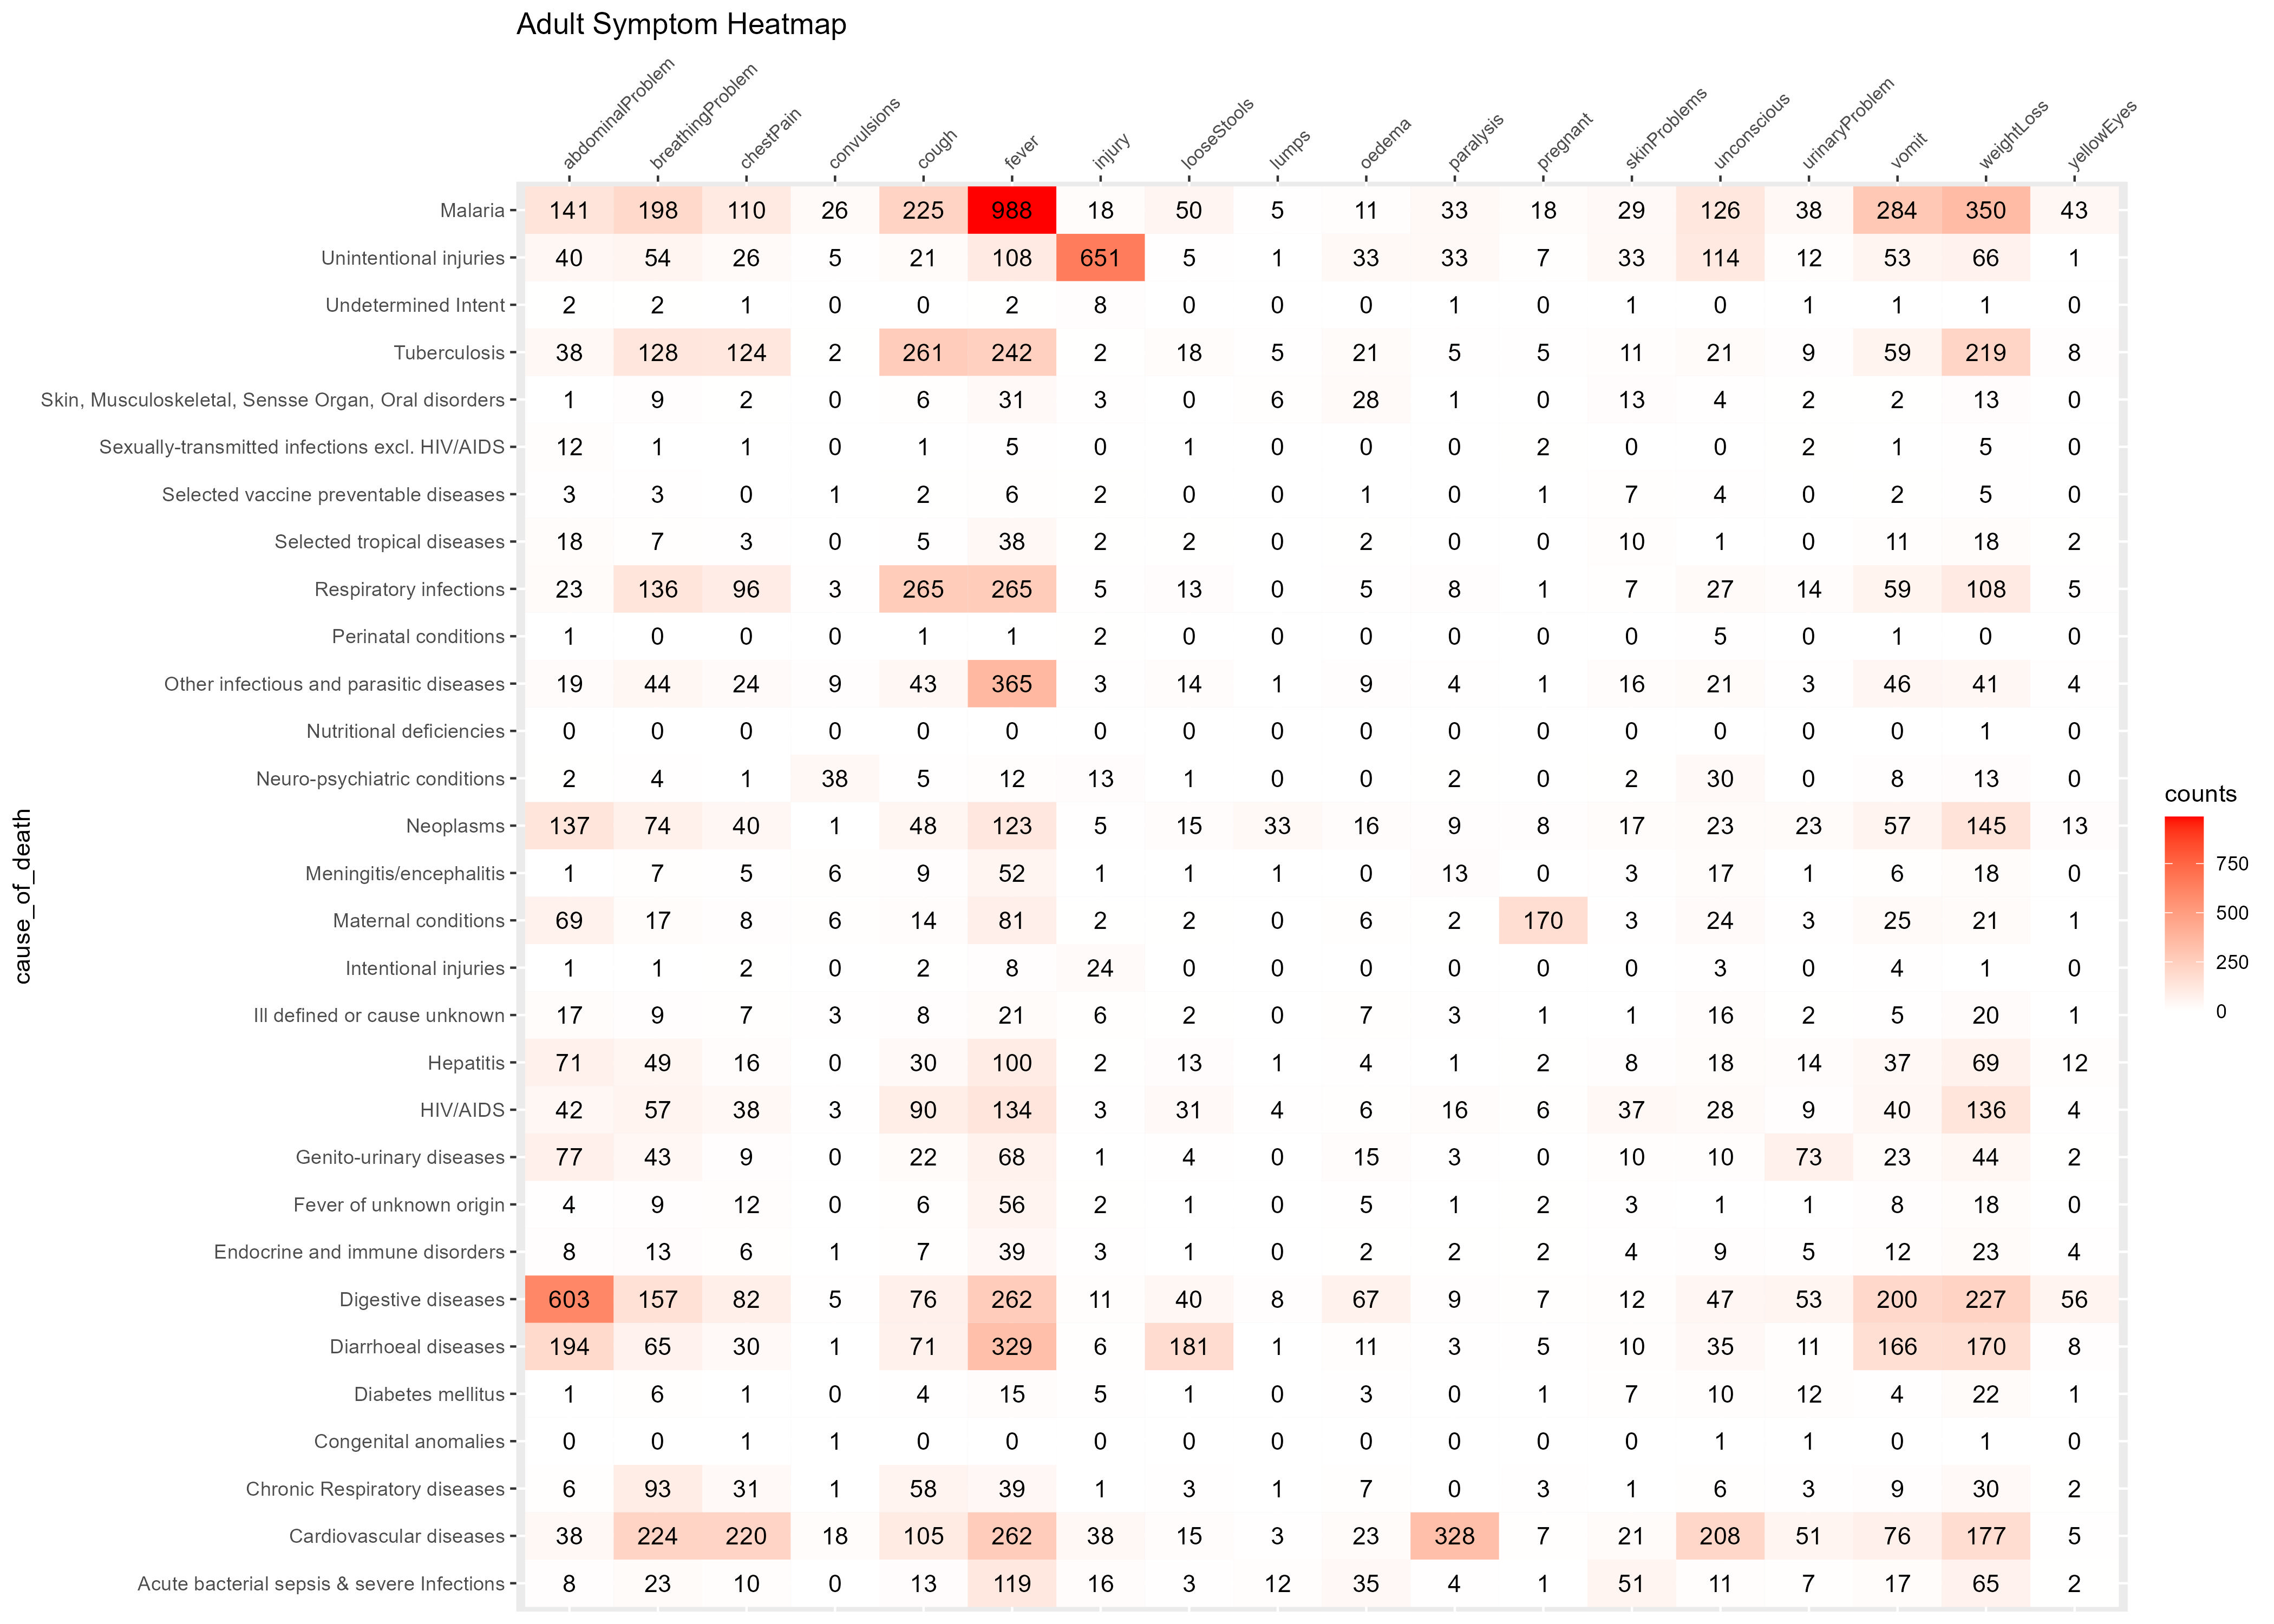 Adult Symptom Heatmap
abdominalProblem breathingProblem chestPain convulsions cough fever injury looseStools lumps oedema paralysis pregnant skinProblems unconscious urinaryProblem vomit weightLoss yellowEyes
Malaria 141 198 110 26 225 988 18 50 5 11 33 18 29 126 38 284 350 43
Unintentional injuries 40 54 26 5 21 108 651 5 1 33 33 7 33 114 12 53 66 1
Undetermined Intent 2 2 1 0 0 2 8 0 0 0 1 0 1 0 1 1 1 0
Tuberculosis 38 128 124 2 261 242 2 18 5 21 5 5 11 21 9 59 219 8
Skin, Musculoskeletal, Sensse Organ, Oral disorders 1 9 2 0 6 31 3 0 6 28 1 0 13 4 2 2 13 0
Sexually-transmitted infections excl. HIV/AIDS 12 1 1 0 1 5 0 1 0 0 0 2 0 0 2 1 5 0
Selected vaccine preventable diseases 3 3 0 1 2 6 2 0 0 1 0 1 7 4 0 2 5 0
Selected tropical diseases 18 7 3 0 5 38 2 2 0 2 0 0 10 1 0 11 18 2
Respiratory infections 23 136 96 3 265 265 5 13 0 5 8 1 7 27 14 59 108 5
Perinatal conditions 1 0 0 0 1 1 2 0 0 0 0 0 0 5 0 1 0 0
Other infectious and parasitic diseases 19 44 24 9 43 365 3 14 1 9 4 1 16 21 3 46 41 4
Nutritional deficiencies 0 0 0 0 0 0 0 0 0 0 0 0 0 0 0 0 1 0
Neuro-psychiatric conditions 2 4 1 38 5 12 13 1 0 0 2 0 2 30 0 8 13 0
Neoplasms 137 74 40 1 48 123 5 15 33 16 9 8 17 23 23 57 145 13
Meningitis/encephalitis 1 7 5 6 9 52 1 1 1 0 13 0 3 17 1 6 18 0
Maternal conditions 69 17 8 6 14 81 2 2 0 6 2 170 3 24 3 25 21 1
Intentional injuries 1 1 2 0 2 8 24 0 0 0 0 0 0 3 0 4 1 0
Ill defined or cause unknown 17 9 7 3 8 21 6 2 0 7 3 1 1 16 2 5 20 1
Hepatitis 71 49 16 0 30 100 2 13 1 4 1 2 8 18 14 37 69 12
HIV/AIDS 42 57 38 3 90 134 3 31 4 6 16 6 37 28 9 40 136 4
Genito-urinary diseases 77 43 9 0 22 68 1 4 0 15 3 0 10 10 73 23 44 2
Fever of unknown origin 4 9 12 0 6 56 2 1 0 5 1 2 3 1 1 8 18 0
Endocrine and immune disorders 8 13 6 1 7 39 3 1 0 2 2 2 4 9 5 12 23 4
Digestive diseases 603 157 82 5 76 262 11 40 8 67 9 7 12 47 53 200 227 56
Diarrhoeal diseases 194 65 30 1 71 329 6 181 1 11 3 5 10 35 11 166 170 8
Diabetes mellitus 1 6 1 0 4 15 5 1 0 3 0 1 7 10 12 4 22 1
Congenital anomalies 0 0 1 1 0 0 0 0 0 0 0 0 0 1 1 0 1 0
Chronic Respiratory diseases 6 93 31 1 58 39 1 3 1 7 0 3 1 6 3 9 30 2
Cardiovascular diseases 38 224 220 18 105 262 38 15 3 23 328 7 21 208 51 76 177 5
Acute bacterial sepsis & severe Infections 8 23 10 0 13 119 16 3 12 35 4 1 51 11 7 17 65 2
cause_of_death
counts
750
500
250
0